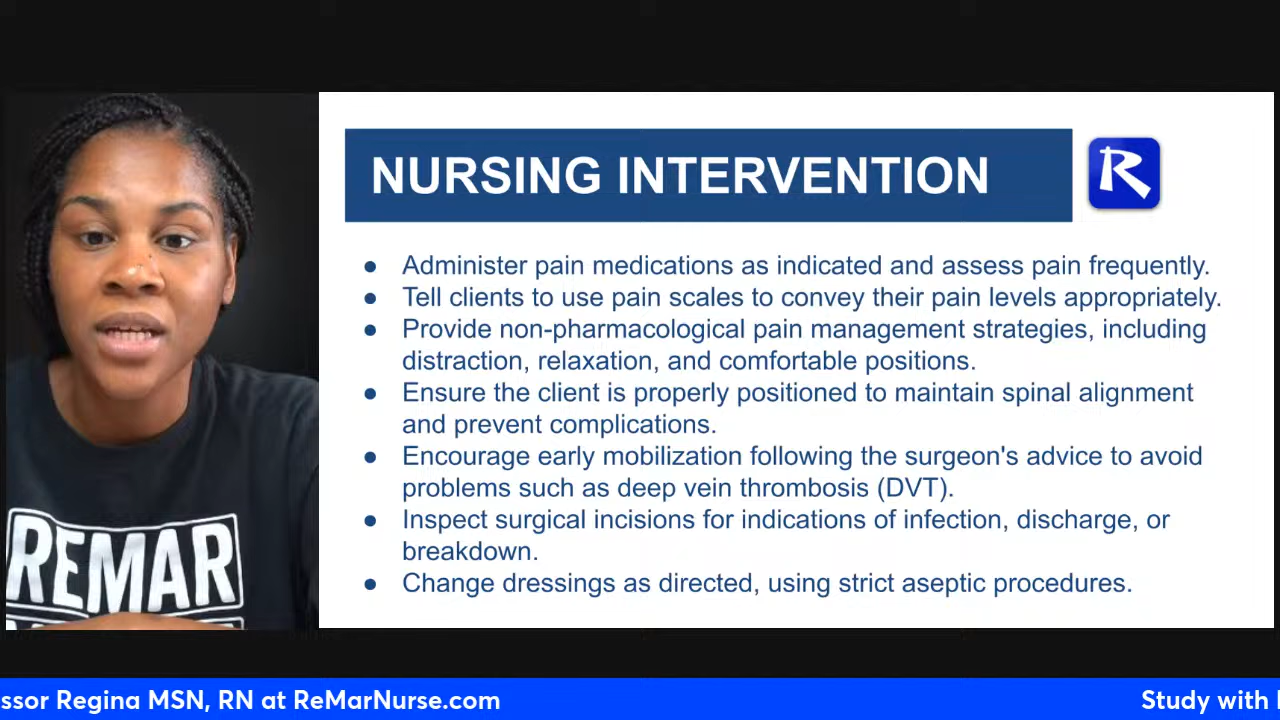 NURSING INTERVENTION
R
● Administer pain medications as indicated and assess pain frequently.
● Tell clients to use pain scales to convey their pain levels appropriately.
● Provide non-pharmacological pain management strategies, including
distraction, relaxation, and comfortable positions.
● Ensure the client is properly positioned to maintain spinal alignment
and prevent complications.
● Encourage early mobilization following the surgeon's advice to avoid
problems such as deep vein thrombosis (DVT).
● Inspect surgical incisions for indications of infection, discharge, or
breakdown.
● Change dressings as directed, using strict aseptic procedures.
REMAR
ssor Regina MSN, RN at ReMarNurse.com
Study with